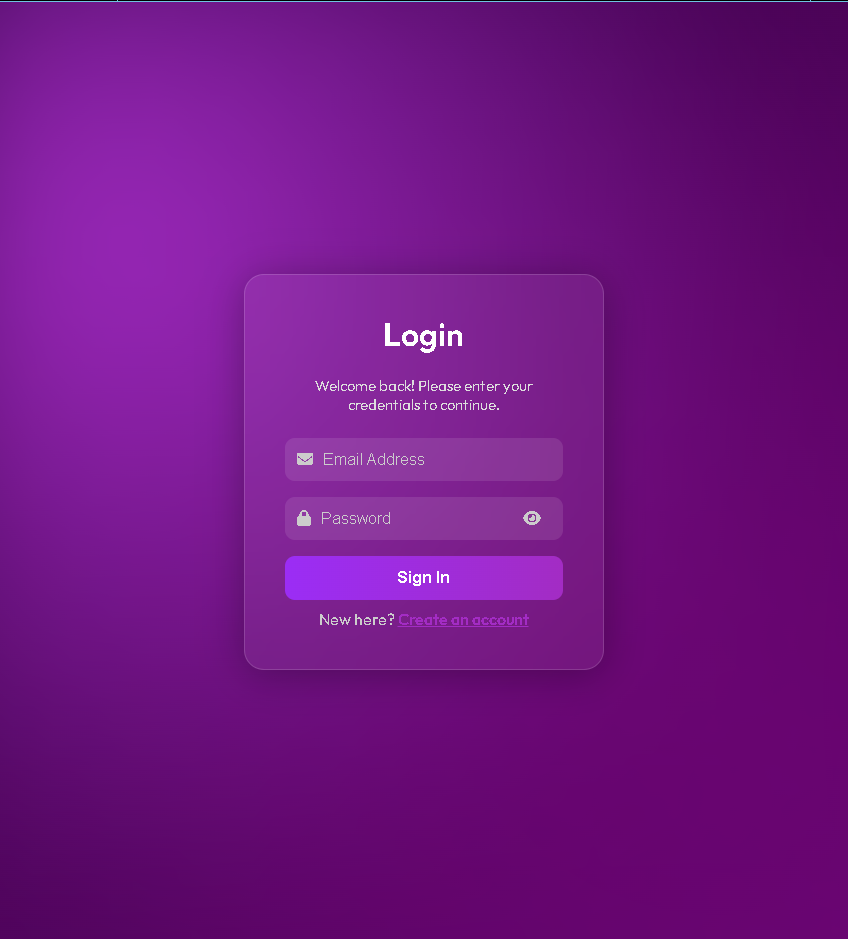 Login
Welcome back! Please enter your
credentials to continue.
Email Address
Password
Sign In
New here? Create an account